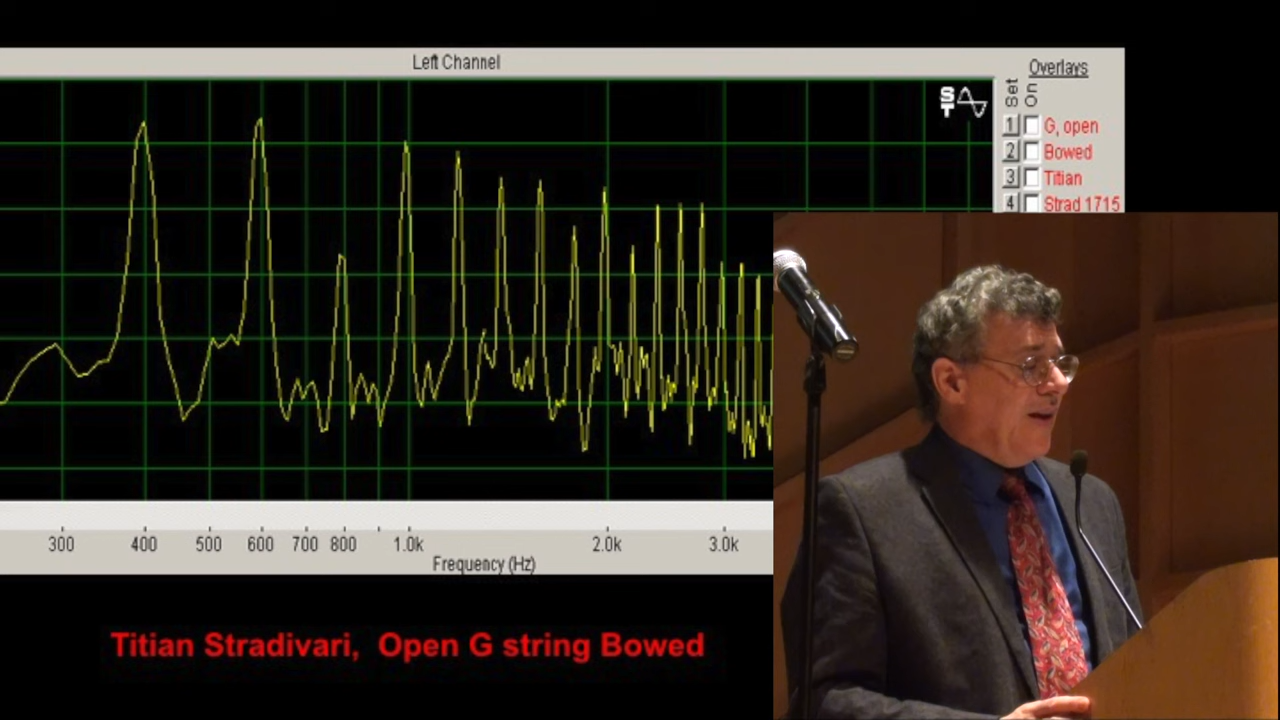 Left Channel
Overlays
Set
On
S
T
1 G, open
2 Bowed
3 Titian
4 Strad 1715
300 400 500 600 700 800 1.0k 2.0k 3.0k
Frequency (Hz)
Titian Stradivari, Open G string Bowed